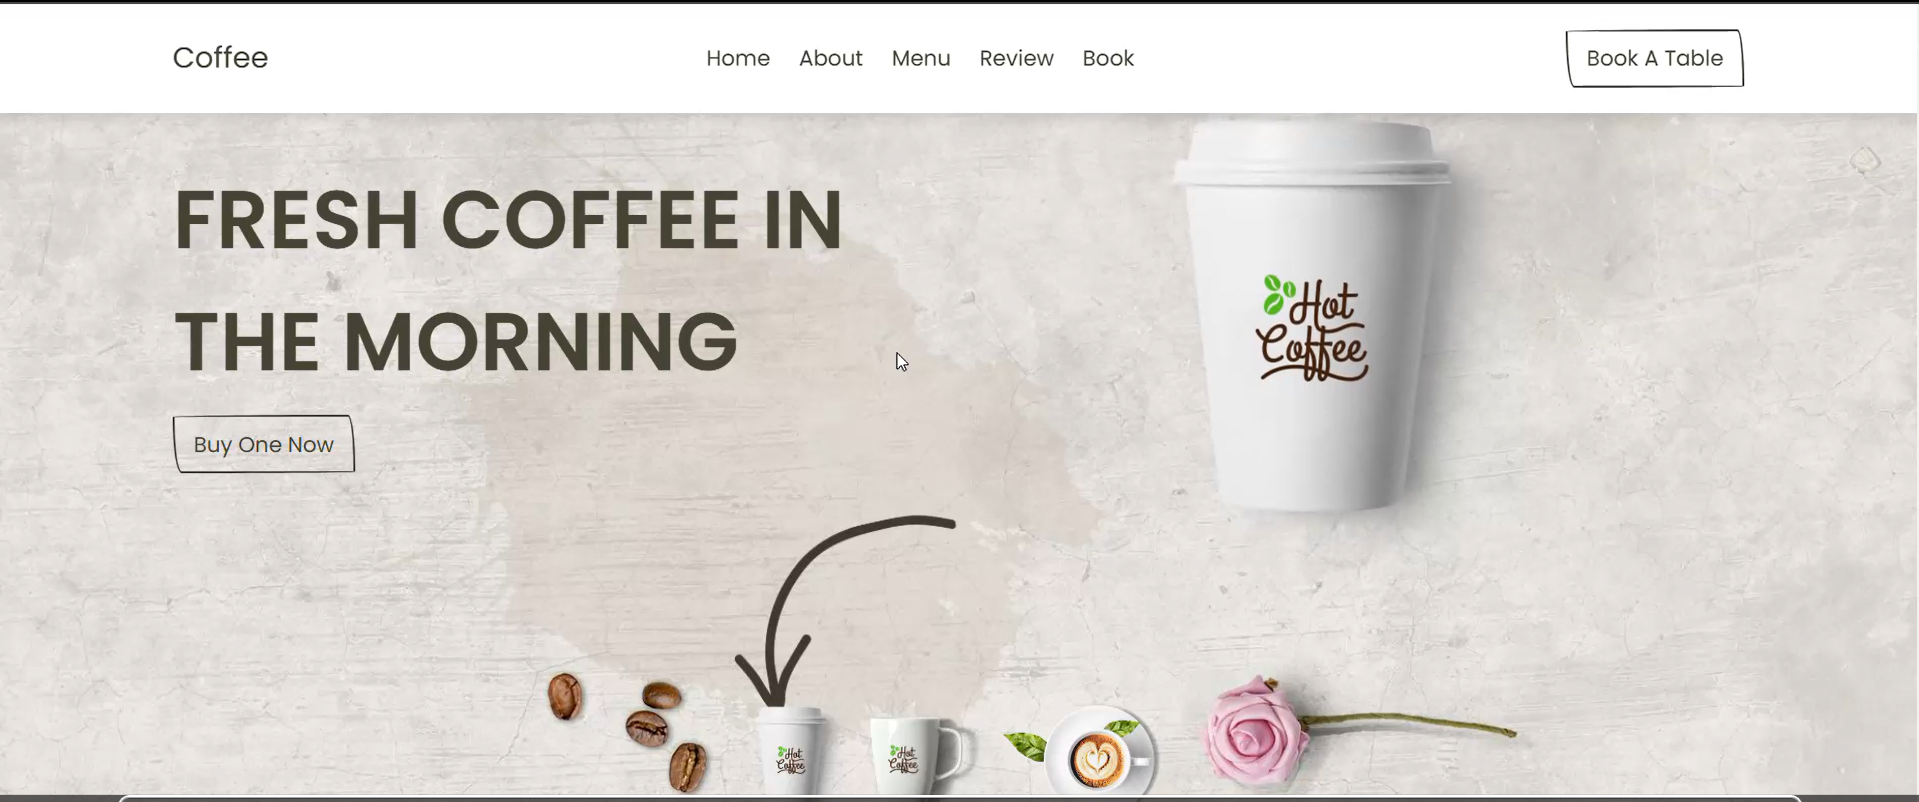 Coffee
Home About Menu Review Book
Book A Table
FRESH COFFEE IN
THE MORNING
Buy One Now
Hot
Coffee
Hot
Coffee
Hot
Coffee